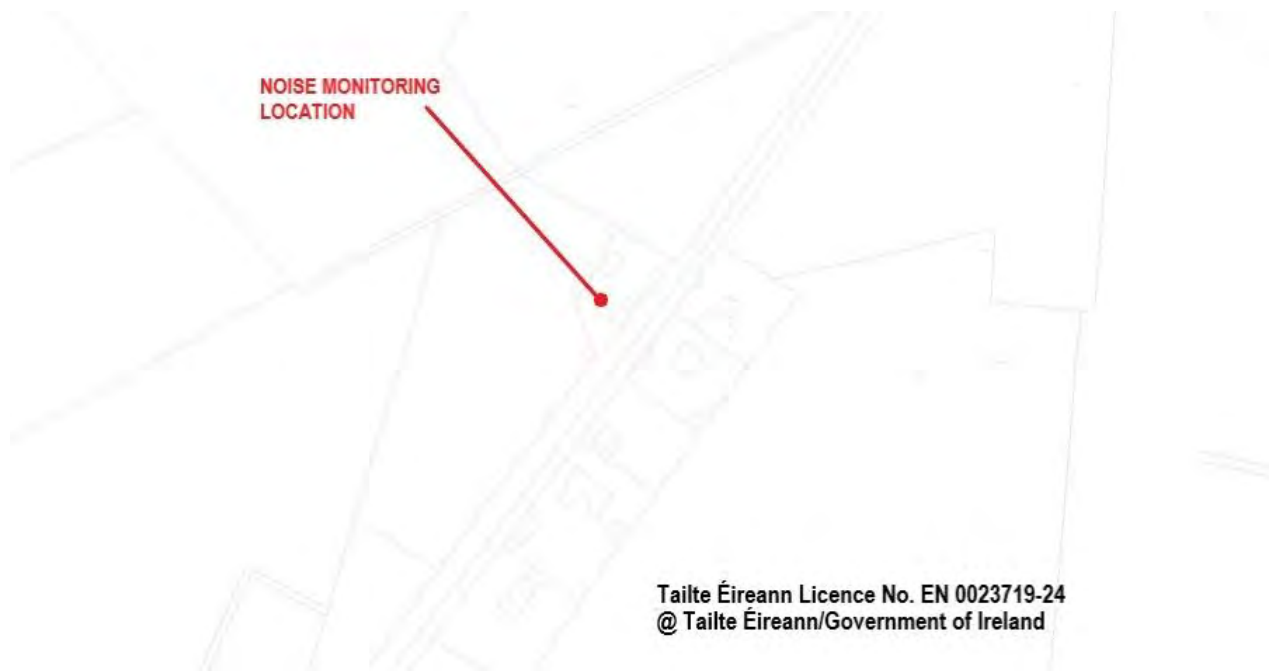 NOISE MONITORING
LOCATION
Tailte Éireann Licence No. EN 0023719-24
@ Tailte Éireann/Government of Ireland